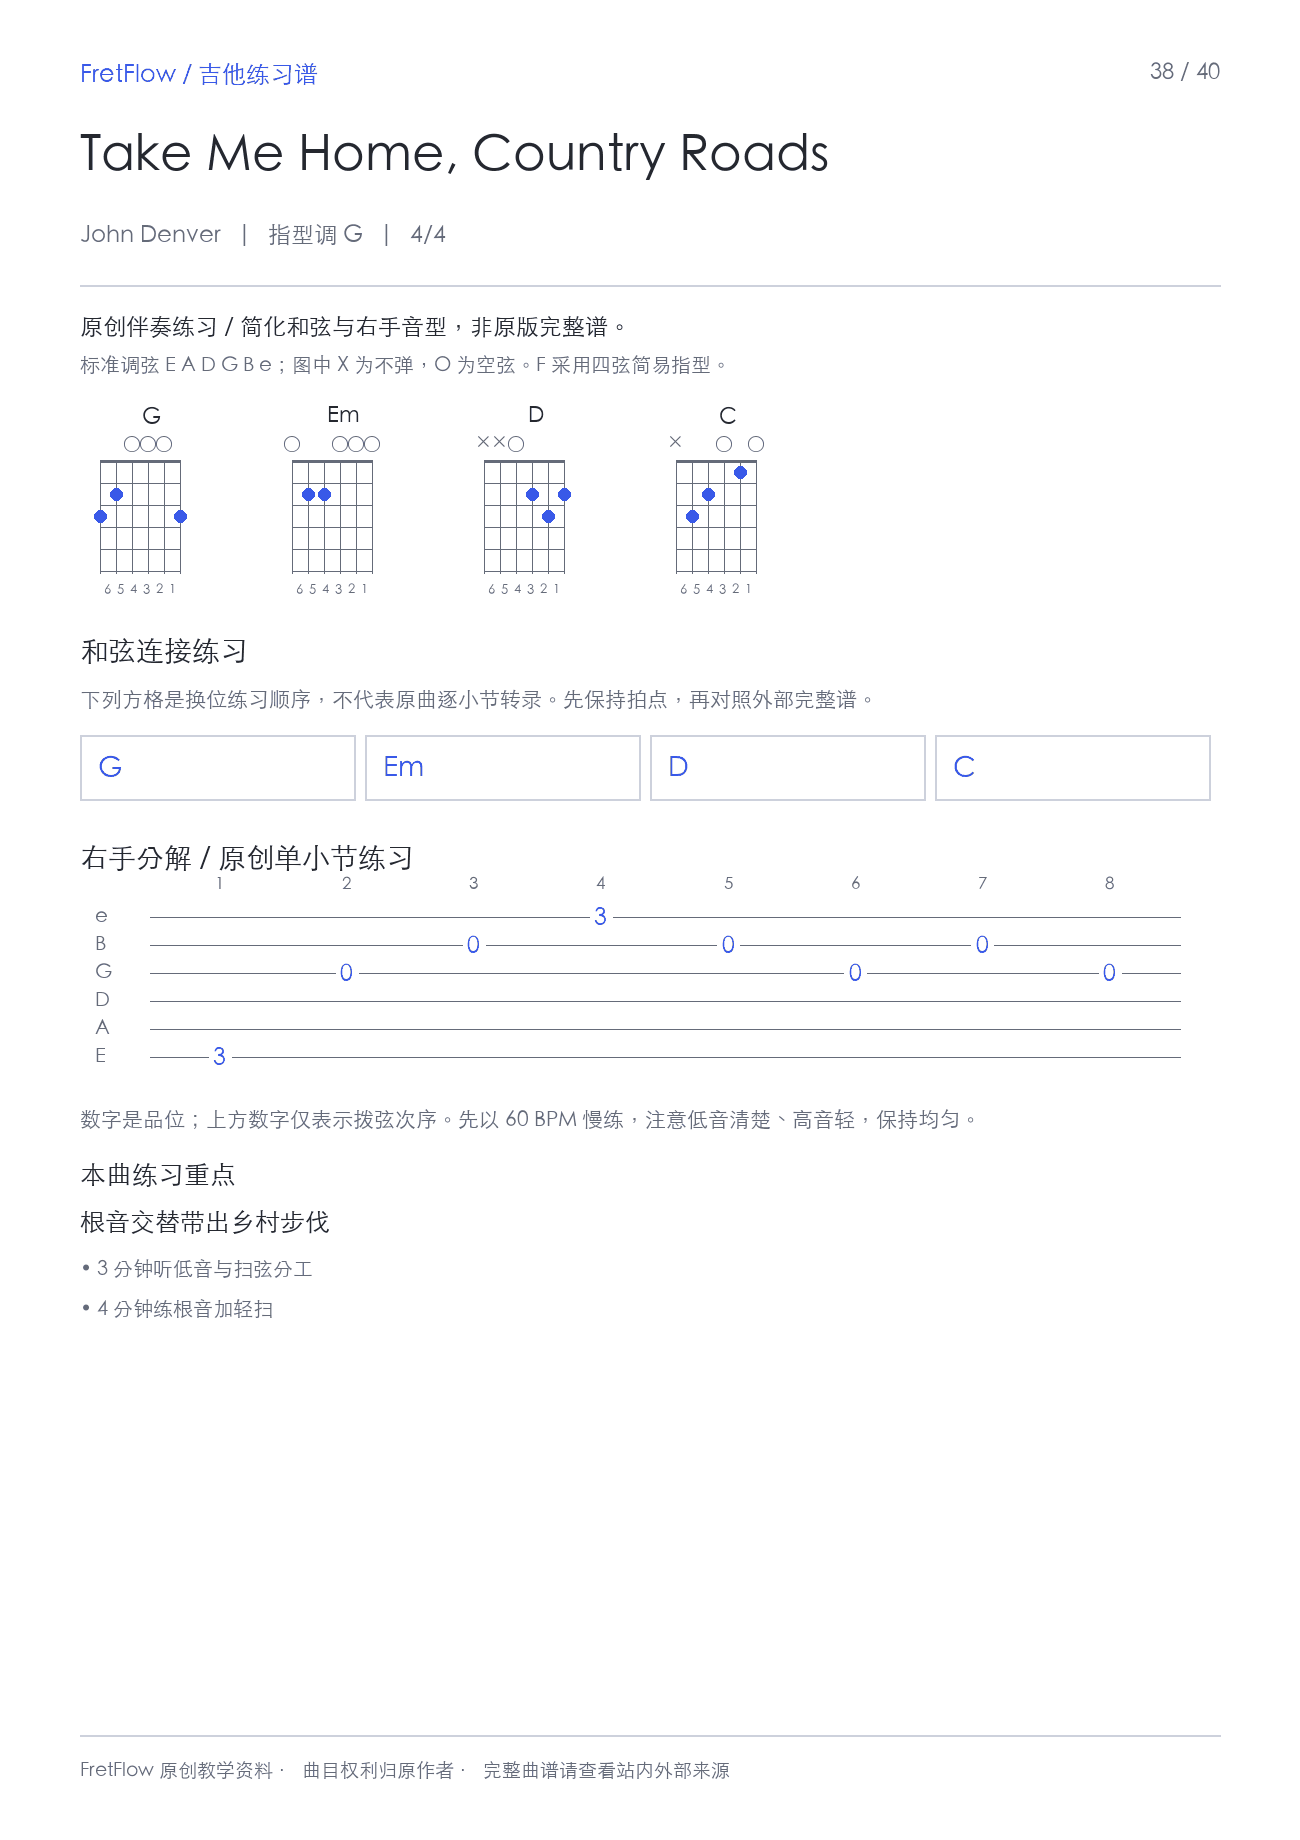 FretFlow / 吉他练习谱
38 / 40
Take Me Home, Country Roads
John Denver | 指型调 G | 4/4
原创伴奏练习 / 简化和弦与右手音型，非原版完整谱。
标准调弦 E A D G B e；图中 X 为不弹，O 为空弦。F 采用四弦简易指型。
G Em D C
6 5 4 3 2 1 6 5 4 3 2 1 6 5 4 3 2 1 6 5 4 3 2 1
和弦连接练习
下列方格是换位练习顺序，不代表原曲逐小节转录。先保持拍点，再对照外部完整谱。
G Em D C
右手分解 / 原创单小节练习
1 2 3 4 5 6 7 8
e 3
B 0 0 0
G 0 0 0
D
A
E 3
数字是品位；上方数字仅表示拨弦次序。先以 60 BPM 慢练，注意低音清楚、高音轻，保持均匀。
本曲练习重点
根音交替带出乡村步伐
• 3 分钟听低音与扫弦分工
• 4 分钟练根音加轻扫
FretFlow 原创教学资料 · 曲目权利归原作者 · 完整曲谱请查看站内外部来源